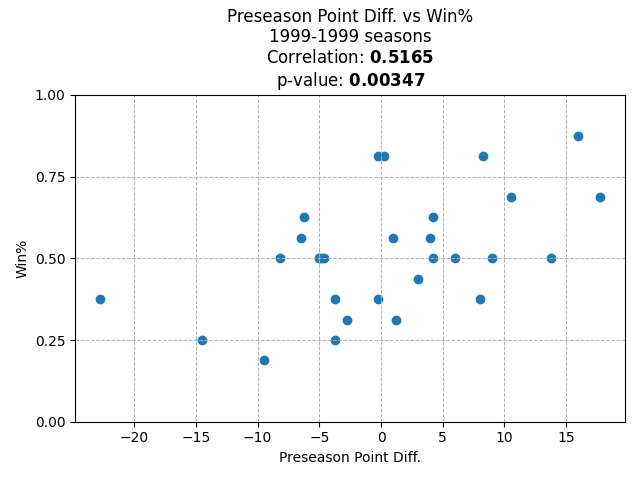 Preseason Point Diff. vs Win%
1999-1999 seasons
Correlation: 0.5165
p-value: 0.00347
1.00
0.75
0.50
0.25
0.00
Win%
−20
−15
−10
−5
0
5
10
15
Preseason Point Diff.